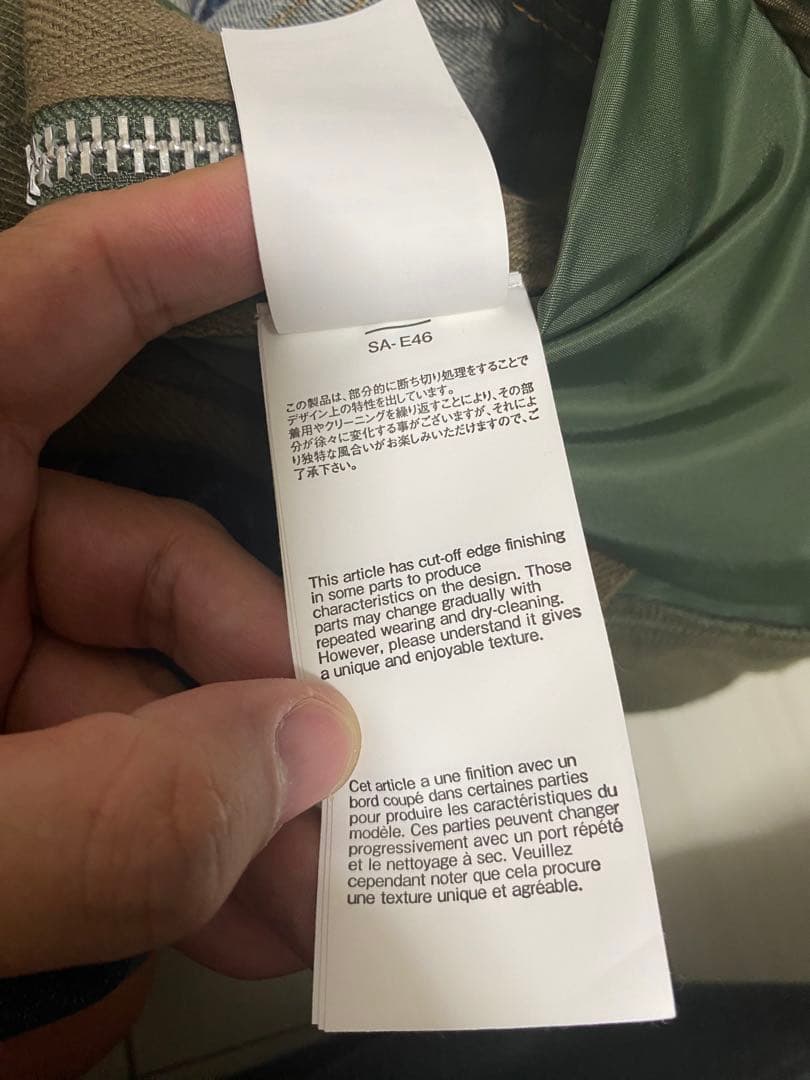 SA-E46
この製品は、部分的に断ち切り処理をすることで
デザイン上の特性を出しています。
着用やクリーニングを繰り返すことにより、その部
分が徐々に変化する事がございますが、それによ
り独特な風合いがお楽しみいただけますので、ご
了承下さい。
This article has cut-off edge finishing
in some parts to produce
characteristics on the design. Those
parts may change gradually with
repeated wearing and dry-cleaning.
However, please understand it gives
a unique and enjoyable texture.
Cet article a une finition avec un
bord coupé dans certaines parties
pour produire les caractéristiques du
modèle. Ces parties peuvent changer
progressivement avec un port répété
et le nettoyage à sec. Veuillez
cependant noter que cela procure
une texture unique et agréable.